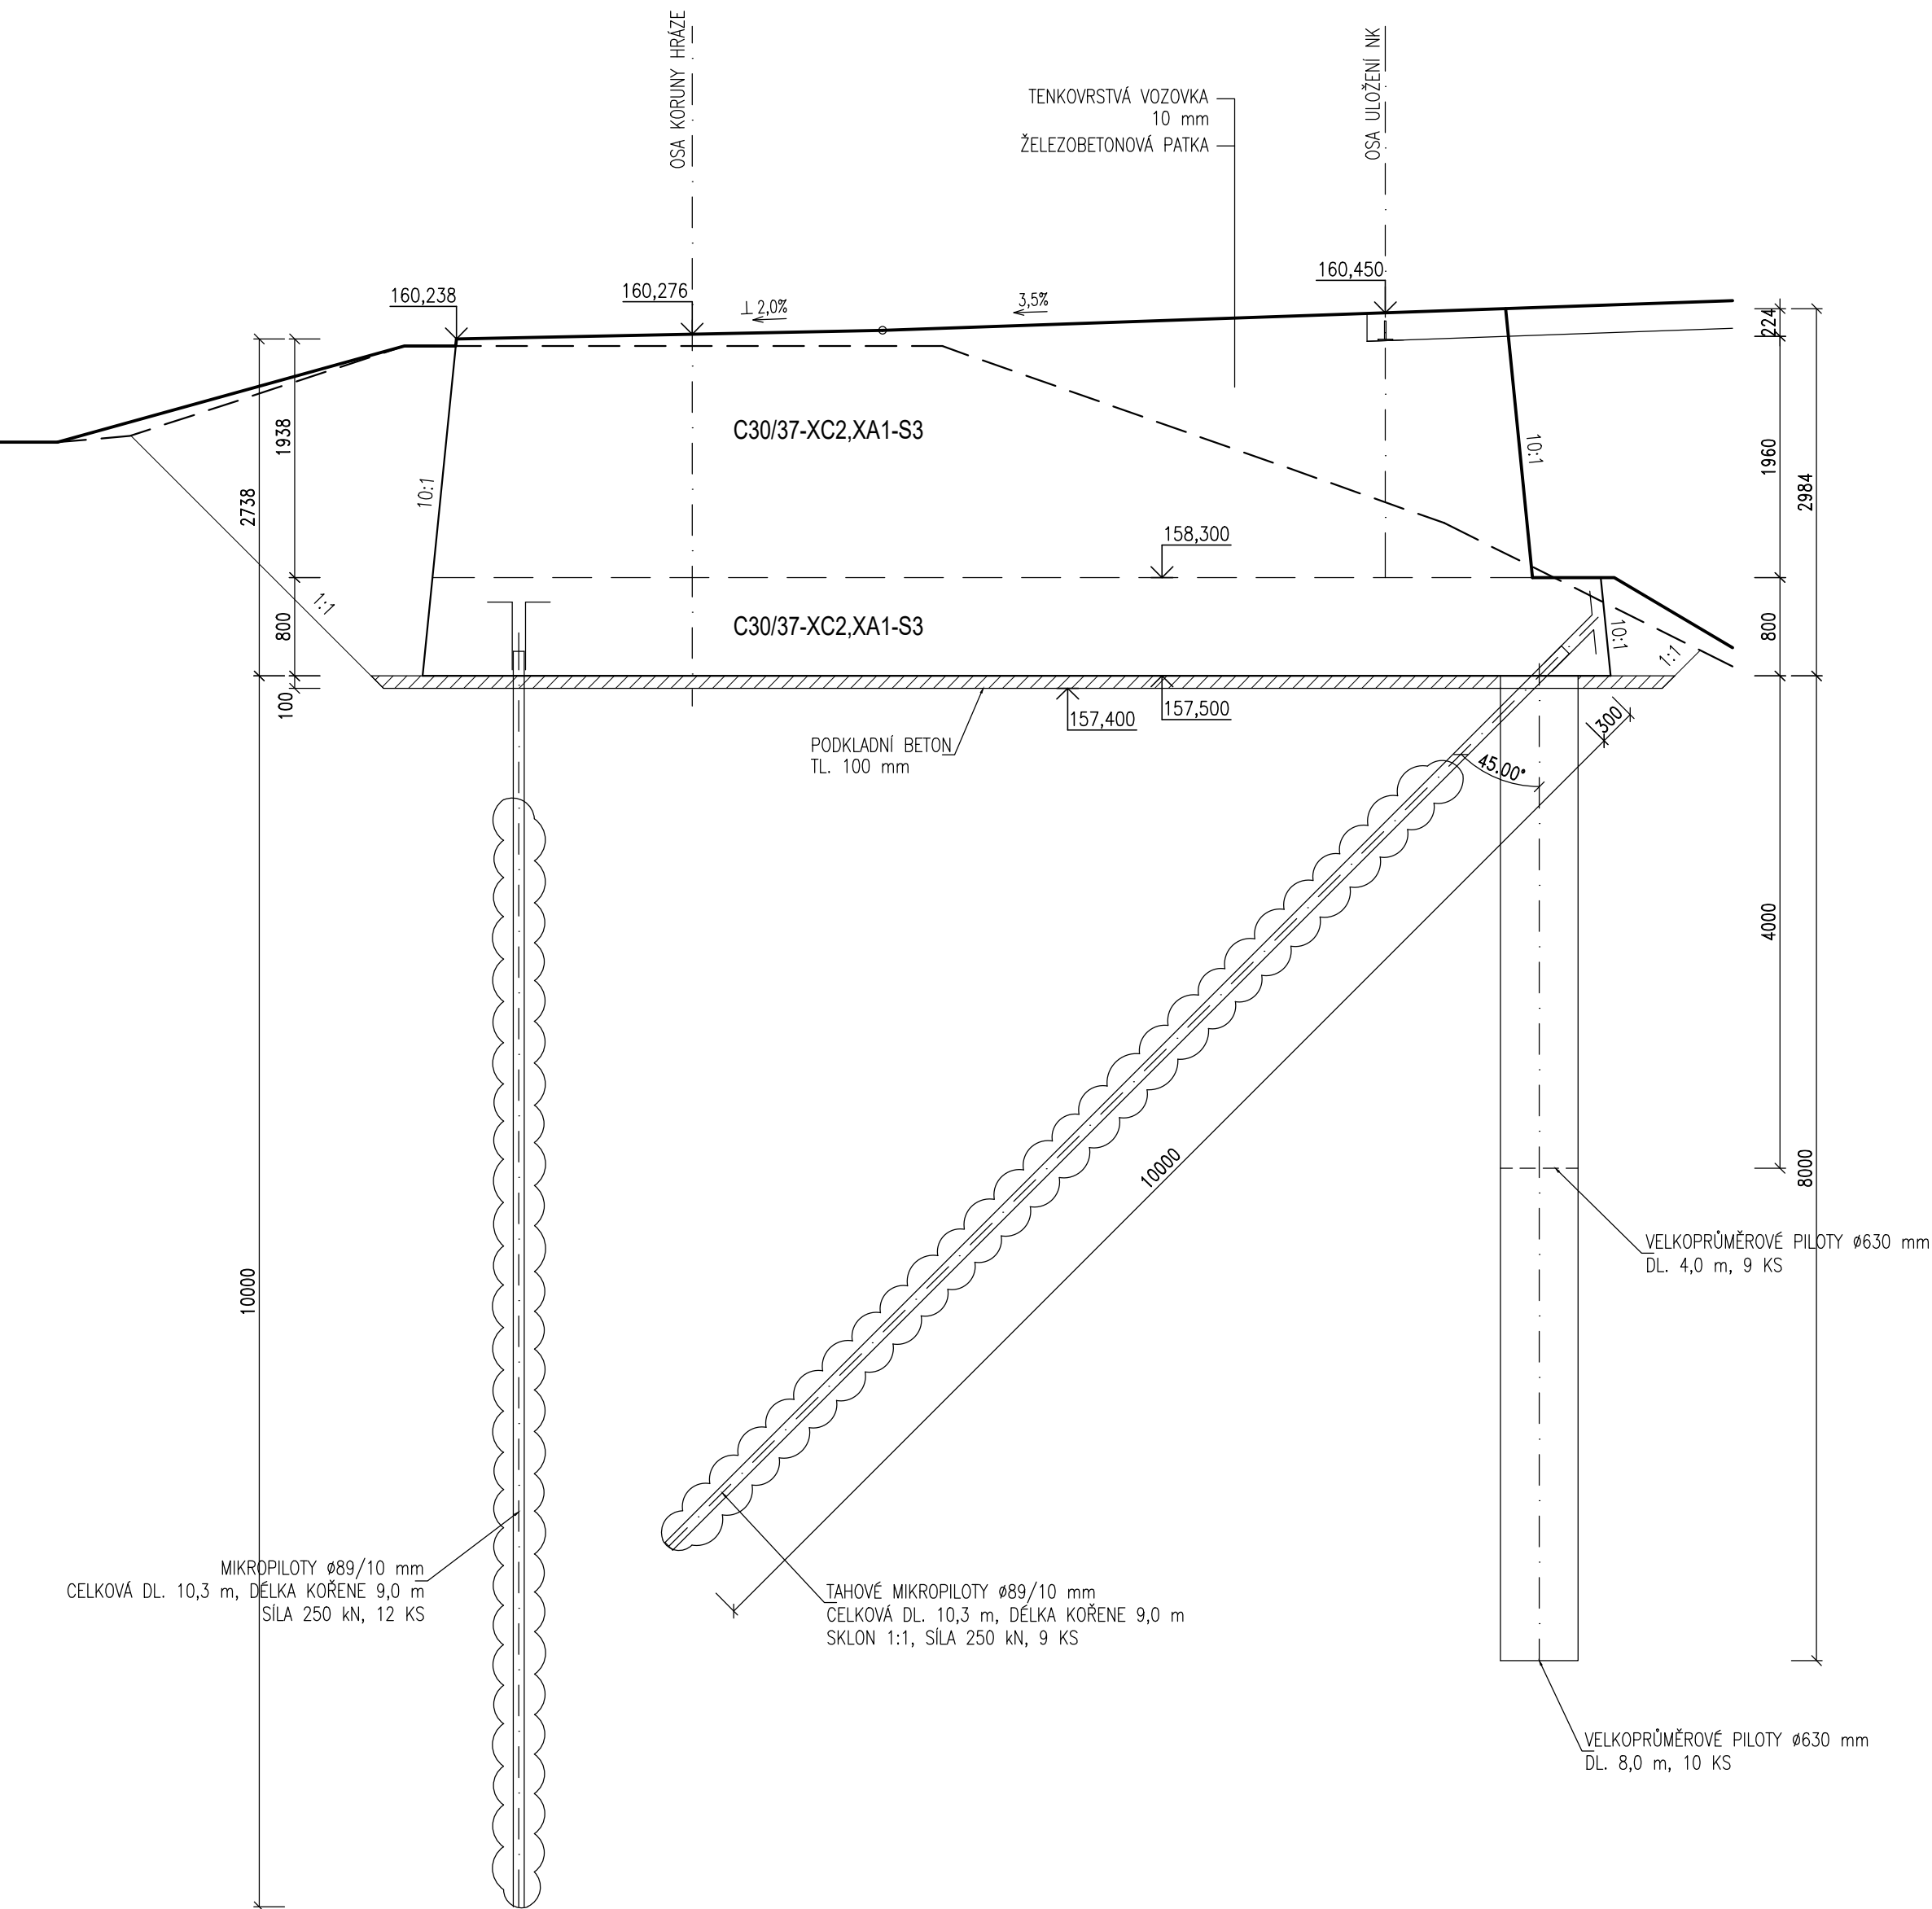 OSA KORUNY HRÁZE
OSA ULOŽENÍ NK
TENKOVRSTVÁ VOZOVKA
10 mm
ŽELEZOBETONOVÁ PATKA
160,238
160,276
⊥ 2,0%
3,5%
160,450
224
1938
2738
1960
2984
C30/37-XC2,XA1-S3
10:1
10:1
158,300
800
1:1
C30/37-XC2,XA1-S3
10:1
1:1
800
100
157,400
157,500
300
PODKLADNÍ BETON
TL. 100 mm
45.00°
4000
10000
8000
10000
VELKOPRŮMĚROVÉ PILOTY ø630 mm
DL. 4,0 m, 9 KS
MIKROPILOTY ø89/10 mm
CELKOVÁ DL. 10,3 m, DÉLKA KOŘENE 9,0 m
SÍLA 250 kN, 12 KS
TAHOVÉ MIKROPILOTY ø89/10 mm
CELKOVÁ DL. 10,3 m, DÉLKA KOŘENE 9,0 m
SKLON 1:1, SÍLA 250 kN, 9 KS
VELKOPRŮMĚROVÉ PILOTY ø630 mm
DL. 8,0 m, 10 KS